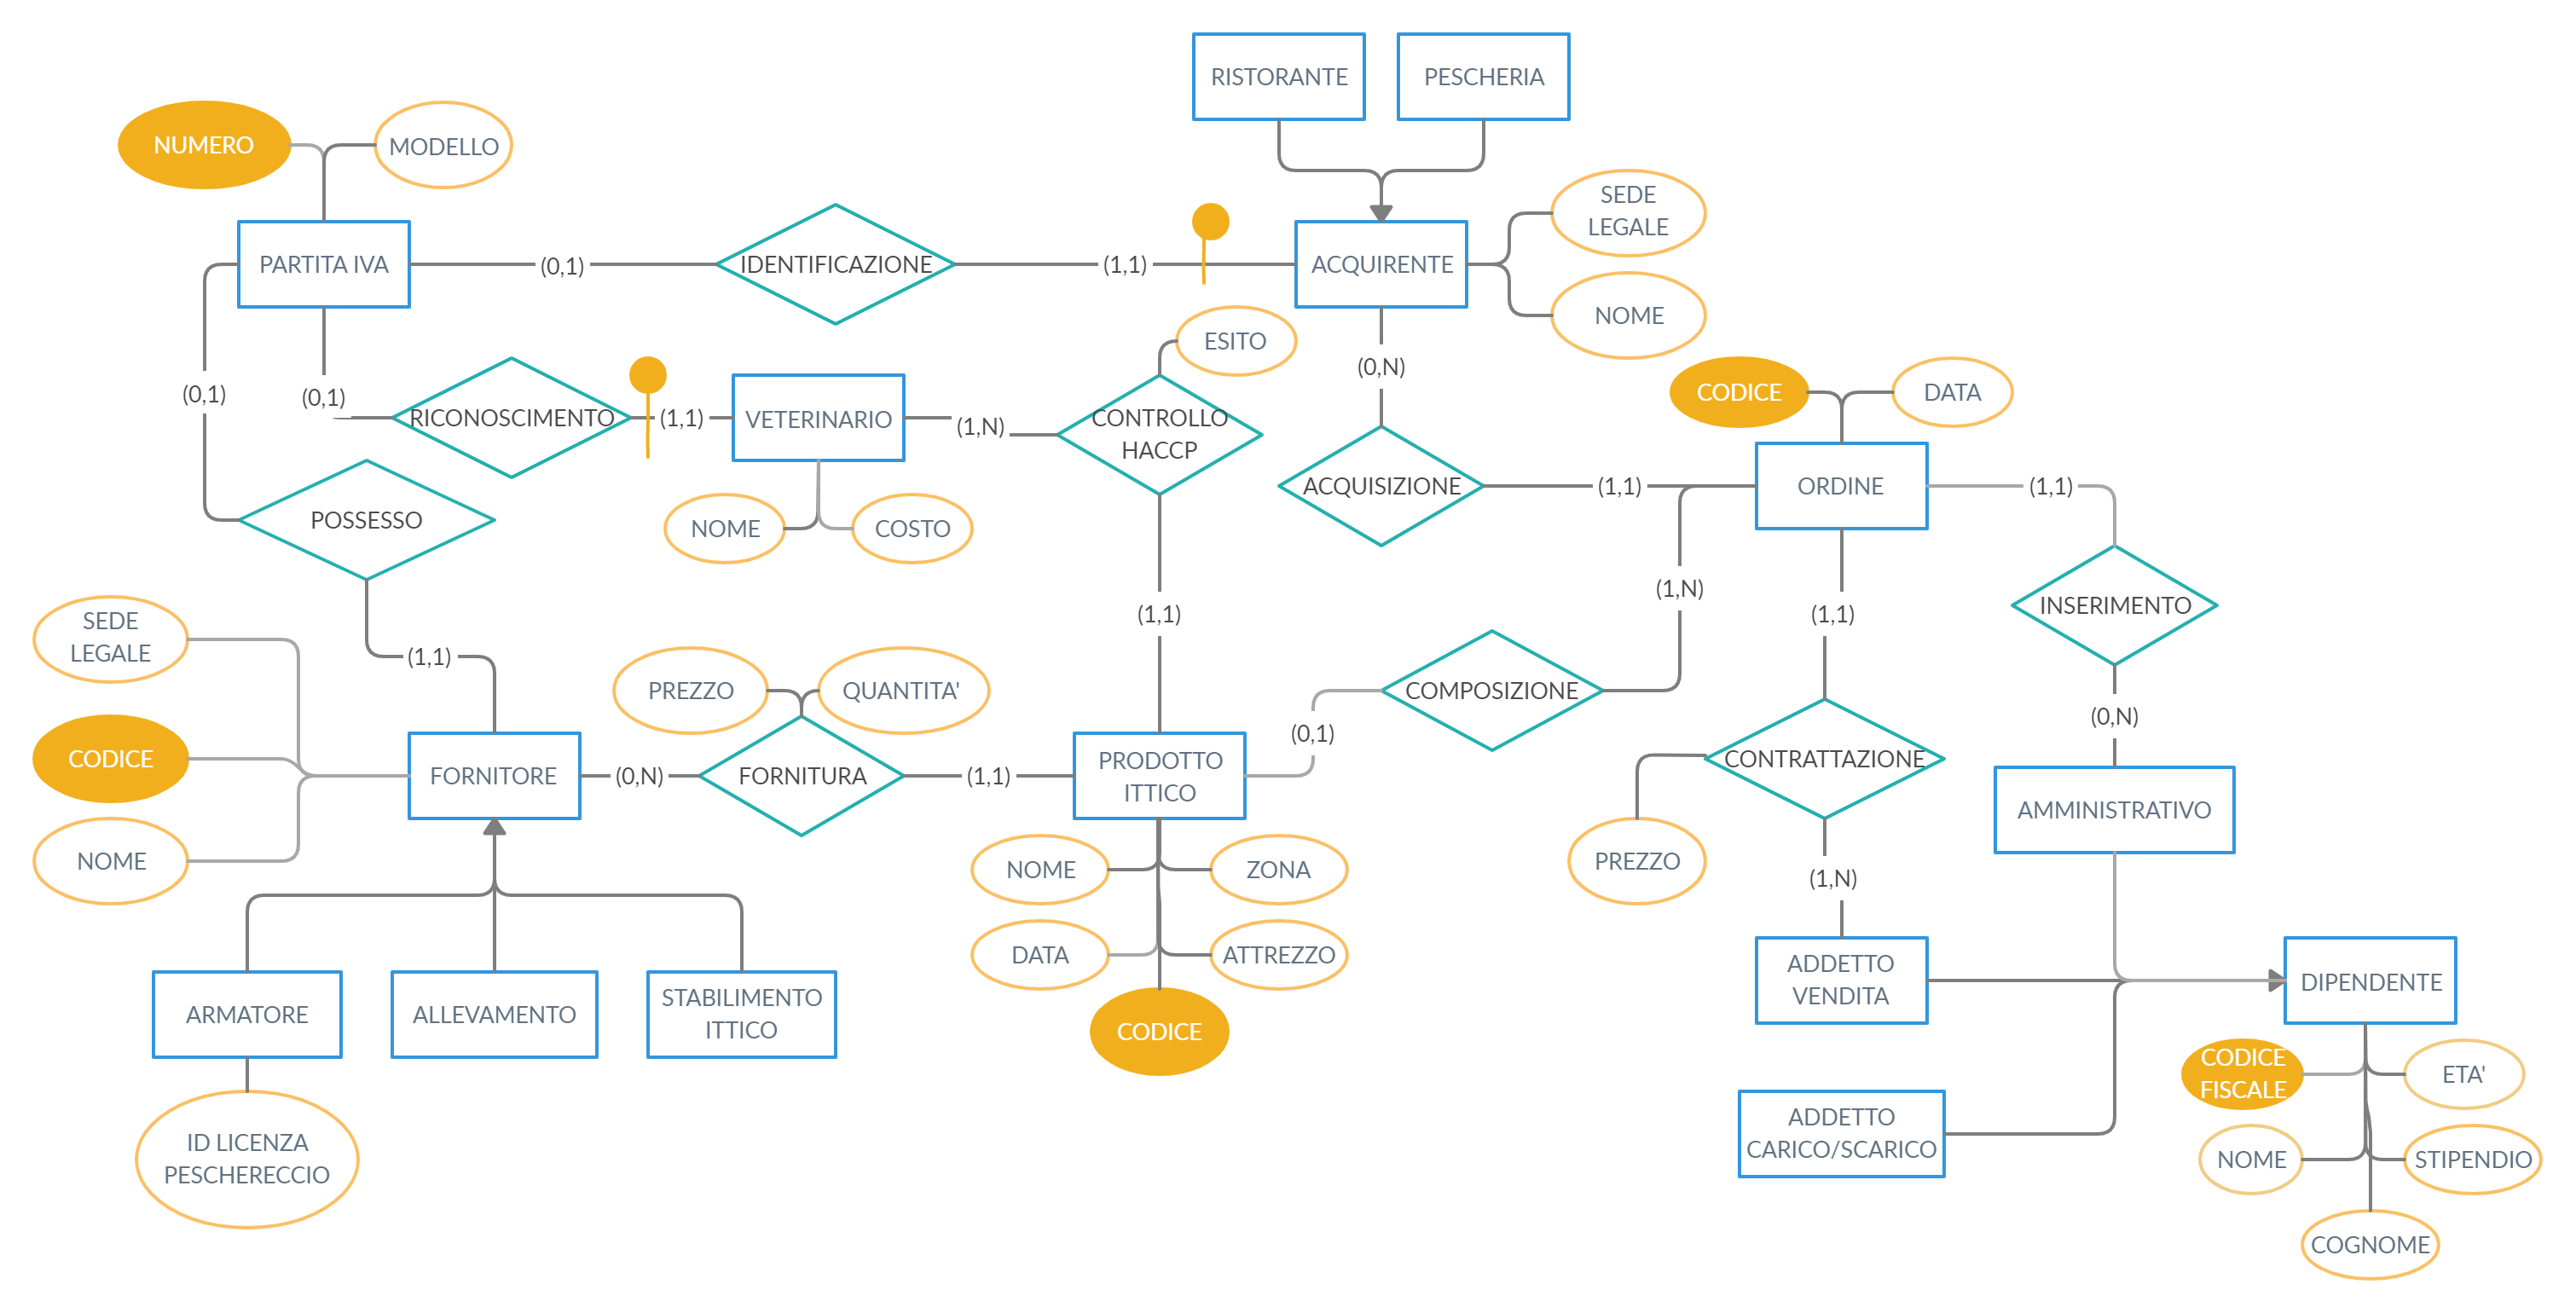 RISTORANTE
PESCHERIA
NUMERO
MODELLO
SEDE
LEGALE
PARTITA IVA
(0,1)
IDENTIFICAZIONE
(1,1)
ACQUIRENTE
NOME
ESITO
(0,1)
(0,1)
RICONOSCIMENTO
(1,1)
VETERINARIO
(1,N)
CONTROLLO
HACCP
(0,N)
CODICE
DATA
POSSESSO
NOME
COSTO
ACQUISIZIONE
(1,1)
ORDINE
(1,1)
SEDE
LEGALE
(1,1)
(1,1)
(1,N)
(1,1)
INSERIMENTO
PREZZO
QUANTITA'
COMPOSIZIONE
(0,1)
(0,N)
CODICE
FORNITORE
(0,N)
FORNITURA
(1,1)
PRODOTTO
ITTICO
CONTRATTAZIONE
AMMINISTRATIVO
NOME
NOME
ZONA
PREZZO
(1,N)
DATA
ATTREZZO
ARMATORE
ALLEVAMENTO
STABILIMENTO
ITTICO
CODICE
ADDETTO
VENDITA
DIPENDENTE
ID LICENZA
PESCHERECCIO
ADDETTO
CARICO/SCARICO
CODICE
FISCALE
ETA'
NOME
STIPENDIO
COGNOME